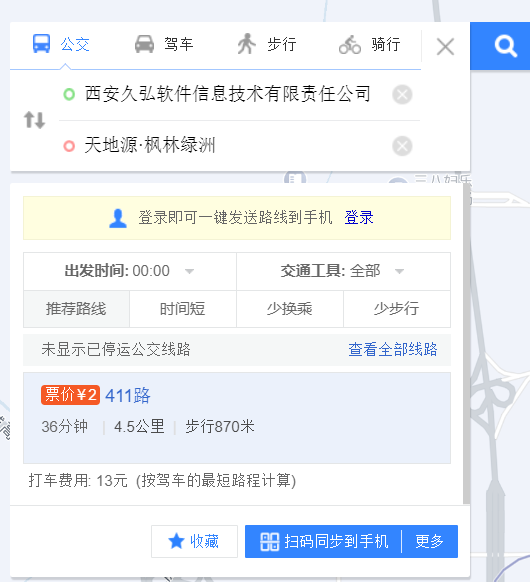 公交 驾车 步行 骑行
西安久弘软件信息技术有限责任公司
天地源·枫林绿洲
登录即可一键发送路线到手机 登录
出发时间: 00:00 交通工具: 全部
推荐路线 时间短 少换乘 少步行
未显示已停运公交线路 查看全部线路
票价¥2 411路
36分钟 4.5公里 步行870米
打车费用: 13元 (按驾车的最短路程计算)
收藏 扫码同步到手机 更多